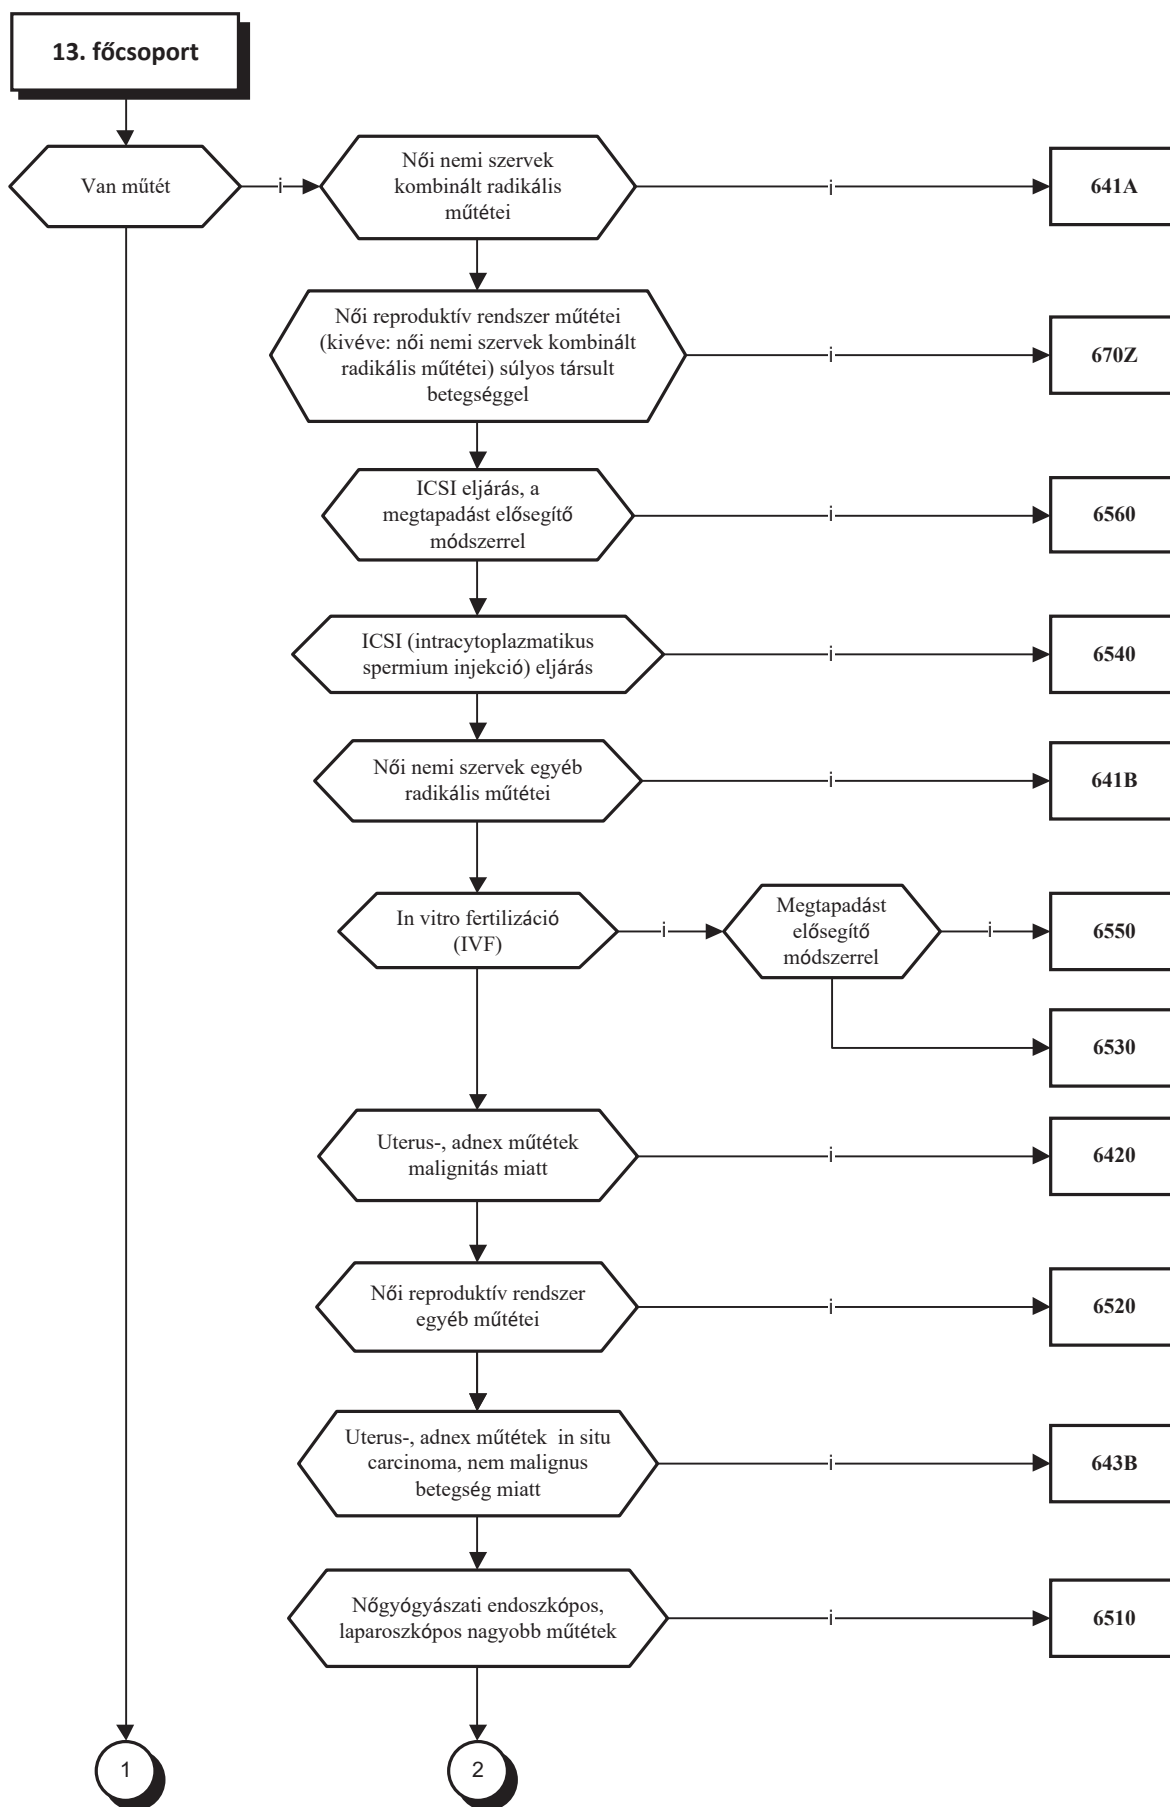 13. főcsoport
Van műtét
i
Női nemi szervek
kombinált radikális
műtétei
i
641A
Női reproduktív rendszer műtétei
(kivéve: női nemi szervek kombinált
radikális műtétei) súlyos társult
betegséggel
i
670Z
ICSI eljárás, a
megtapadást elősegítő
módszerrel
i
6560
ICSI (intracytoplazmatikus
spermium injekció) eljárás
i
6540
Női nemi szervek egyéb
radikális műtétei
i
641B
In vitro fertilizáció
(IVF)
i
Megtapadást
elősegítő
módszerrel
i
6550
6530
Uterus-, adnex műtétek
malignitás miatt
i
6420
Női reproduktív rendszer
egyéb műtétei
i
6520
Uterus-, adnex műtétek in situ
carcinoma, nem malignus
betegség miatt
i
643B
Nőgyógyászati endoszkópos,
laparoszkópos nagyobb műtétek
i
6510
1
2